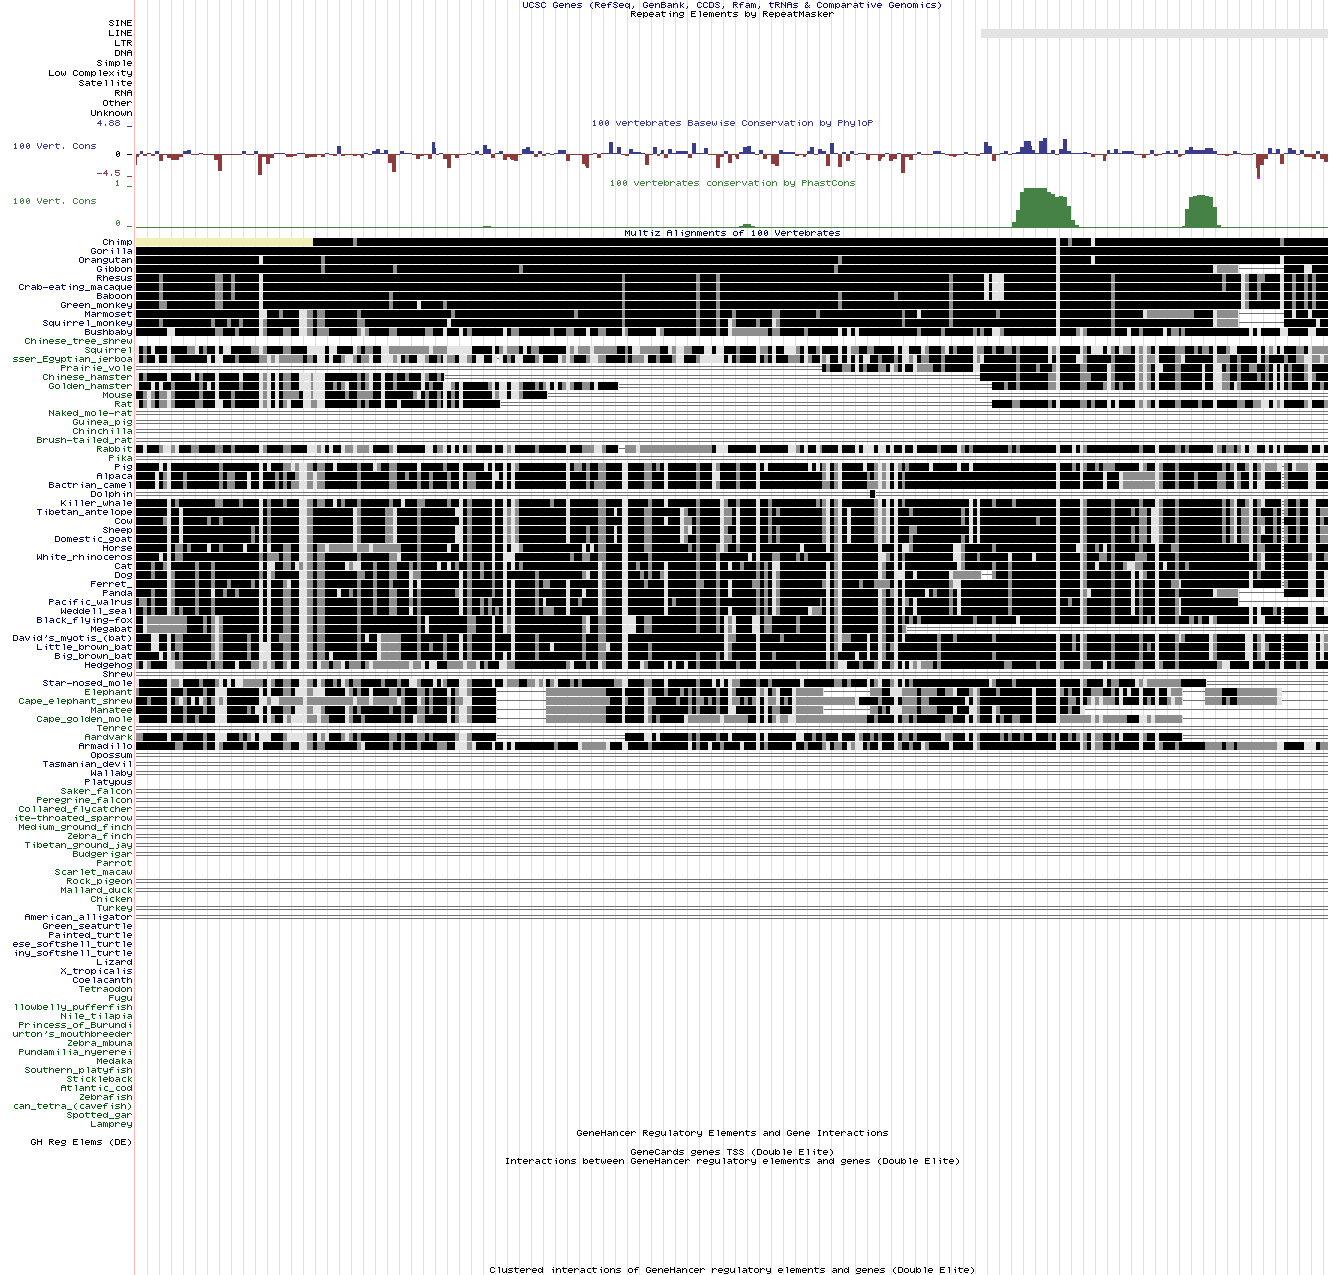 UCSC Genes (RefSeq, GenBank, CCDS, Rfam, tRNAs & Comparative Genomics)
Repeating Elements by RepeatMasker
SINE
LINE
LTR
DNA
Simple
Low Complexity
Satellite
RNA
Other
Unknown
100 vertebrates Basewise Conservation by PhyloP
4.88 _
100 Vert. Cons
0 -
-4.5 _
100 vertebrates conservation by PhastCons
1 _
100 Vert. Cons
0 _
Multiz Alignments of 100 Vertebrates
Chimp
Gorilla
Orangutan
Gibbon
Rhesus
Crab-eating_macaque
Baboon
Green_monkey
Marmoset
Squirrel_monkey
Bushbaby
Chinese_tree_shrew
Squirrel
sser_Egyptian_jerboa
Prairie_vole
Chinese_hamster
Golden_hamster
Mouse
Rat
Naked_mole-rat
Guinea_pig
Chinchilla
Brush-tailed_rat
Rabbit
Pika
Pig
Alpaca
Bactrian_camel
Dolphin
Killer_whale
Tibetan_antelope
Cow
Sheep
Domestic_goat
Horse
White_rhinoceros
Cat
Dog
Ferret_
Panda
Pacific_walrus
Weddell_seal
Black_flying-fox
Megabat
David's_myotis_(bat)
Little_brown_bat
Big_brown_bat
Hedgehog
Shrew
Star-nosed_mole
Elephant
Cape_elephant_shrew
Manatee
Cape_golden_mole
Tenrec
Aardvark
Armadillo
Opossum
Tasmanian_devil
Wallaby
Platypus
Saker_falcon
Peregrine_falcon
Collared_flycatcher
ite-throated_sparrow
Medium_ground_finch
Zebra_finch
Tibetan_ground_jay
Budgerigar
Parrot
Scarlet_macaw
Rock_pigeon
Mallard_duck
Chicken
Turkey
American_alligator
Green_seaturtle
Painted_turtle
ese_softshell_turtle
iny_softshell_turtle
Lizard
X_tropicalis
Coelacanth
Tetraodon
Fugu
llowbelly_pufferfish
Nile_tilapia
Princess_of_Burundi
urton's_mouthbreeder
Zebra_mbuna
Pundamilia_nyererei
Medaka
Southern_platyfish
Stickleback
Atlantic_cod
Zebrafish
can_tetra_(cavefish)
Spotted_gar
Lamprey
GeneHancer Regulatory Elements and Gene Interactions
GH Reg Elems (DE)
GeneCards genes TSS (Double Elite)
Interactions between GeneHancer regulatory elements and genes (Double Elite)
Clustered interactions of GeneHancer regulatory elements and genes (Double Elite)